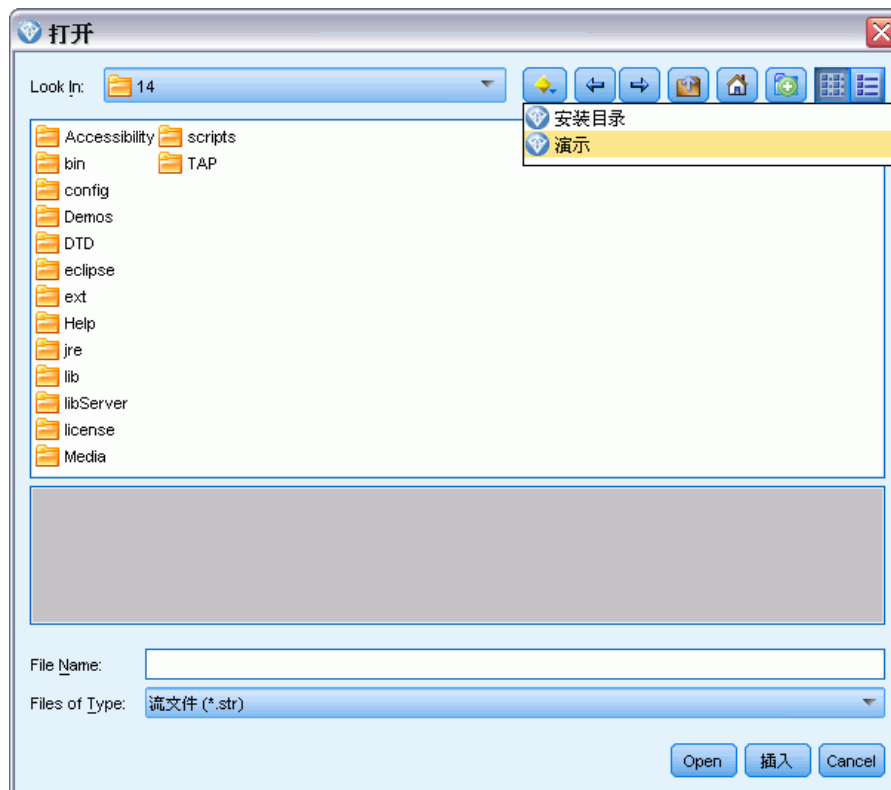 打开
Look In: 14
安装目录
演示
Accessibility scripts
bin TAP
config
Demos
DTD
eclipse
ext
Help
jre
lib
libServer
license
Media
File Name:
Files of Type: 流文件 (*.str)
Open 插入 Cancel